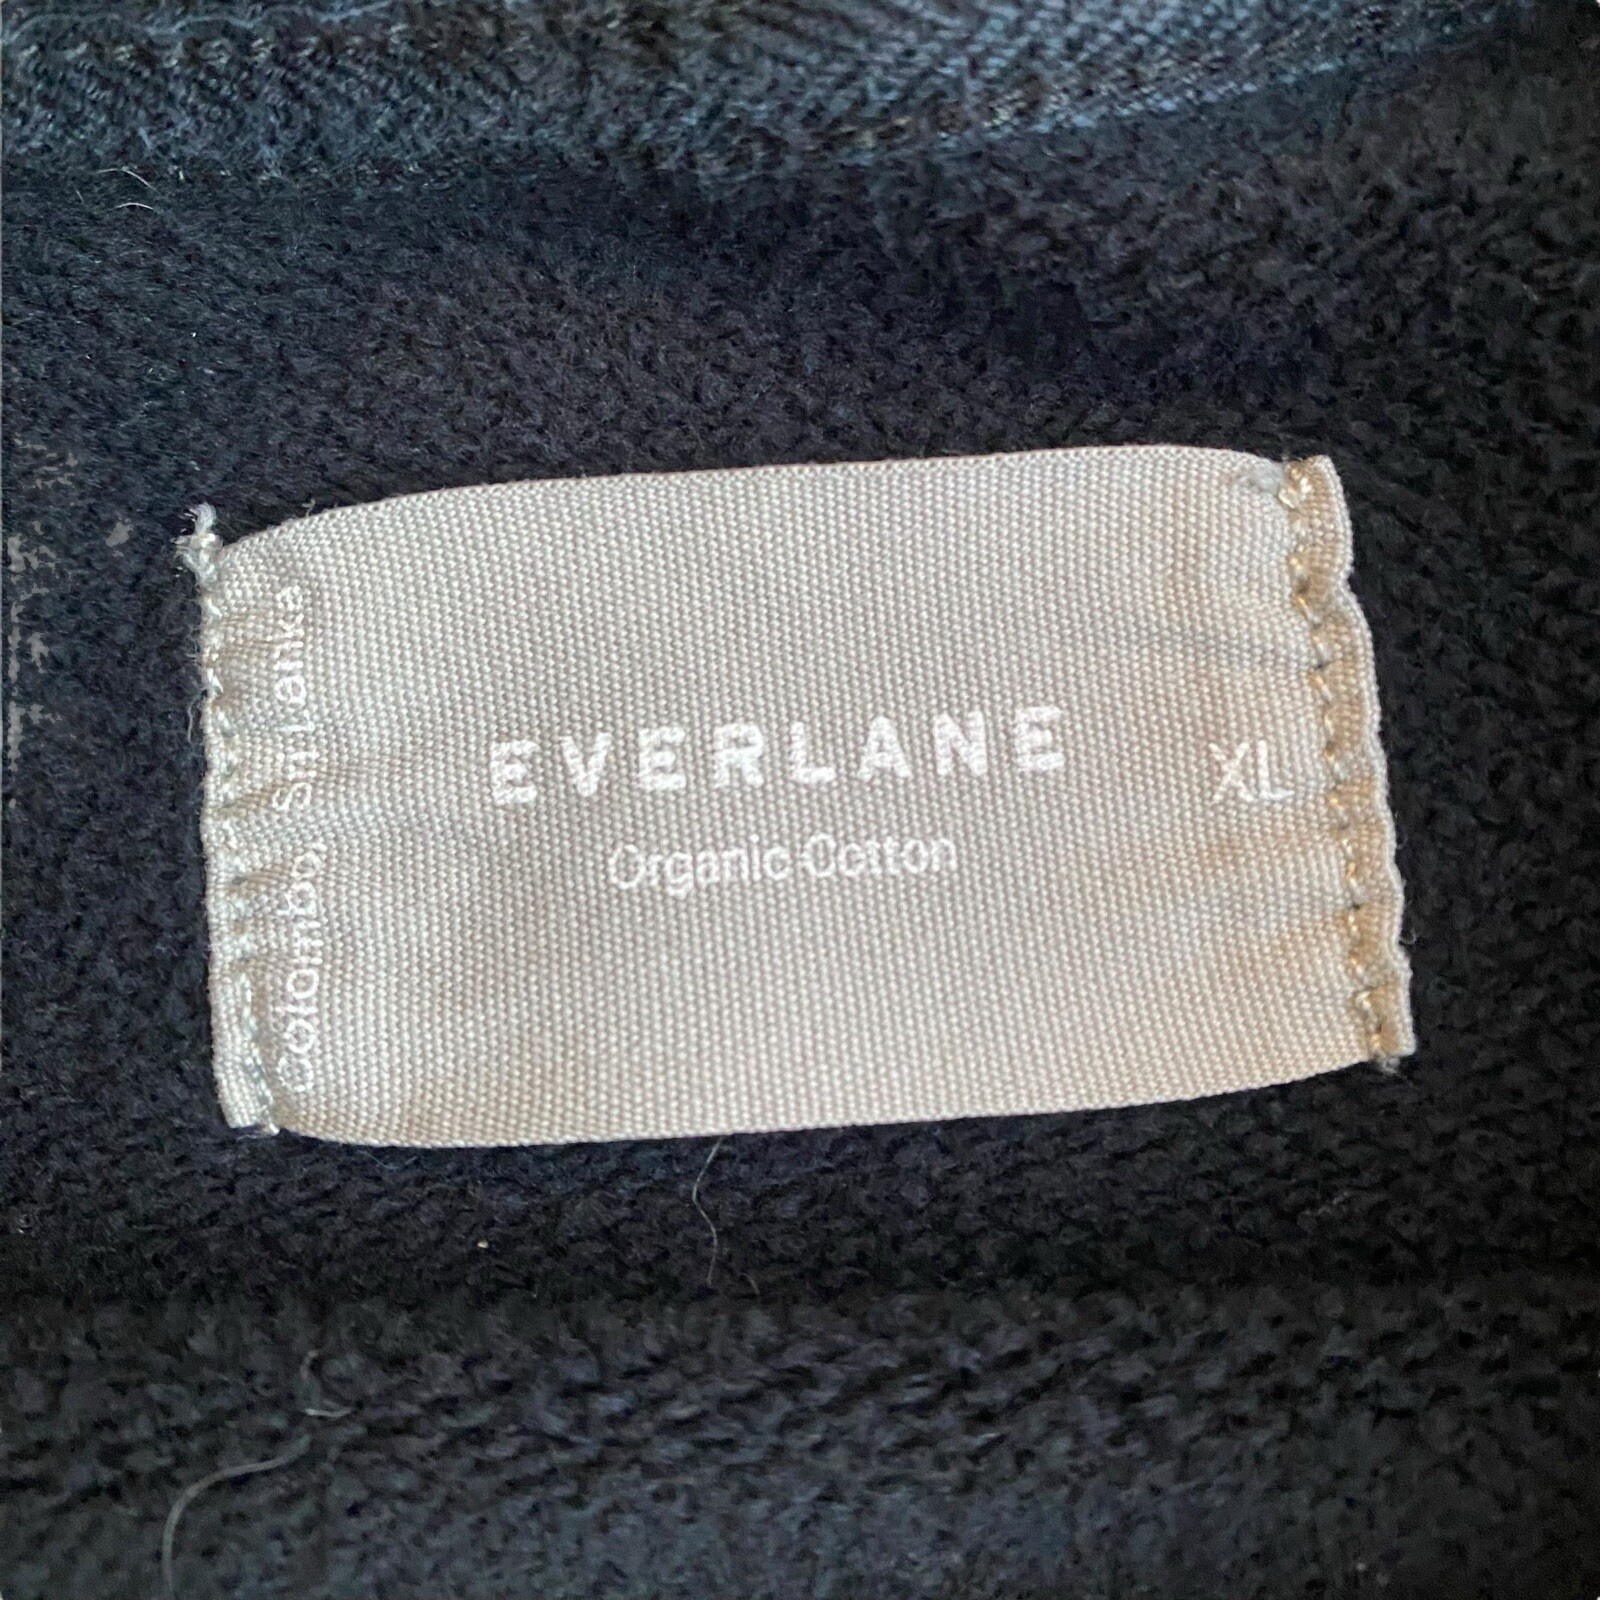 EVERLANE
Organic Cotton
XL
Colombo, Sri Lanka